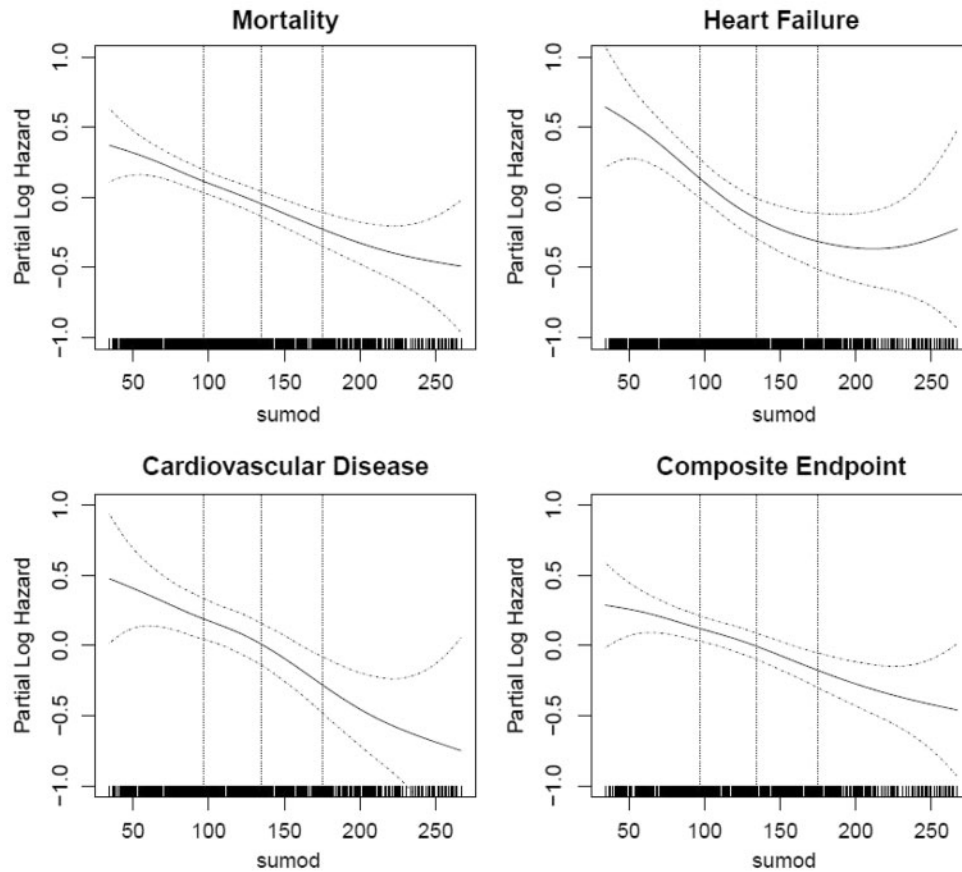 Mortality
Partial Log Hazard
1.0
0.5
0.0
−0.5
−1.0
50 100 150 200 250
sumod
Heart Failure
Partial Log Hazard
1.0
0.5
0.0
−0.5
−1.0
50 100 150 200 250
sumod
Cardiovascular Disease
Partial Log Hazard
1.0
0.5
0.0
−0.5
−1.0
50 100 150 200 250
sumod
Composite Endpoint
Partial Log Hazard
1.0
0.5
0.0
−0.5
−1.0
50 100 150 200 250
sumod